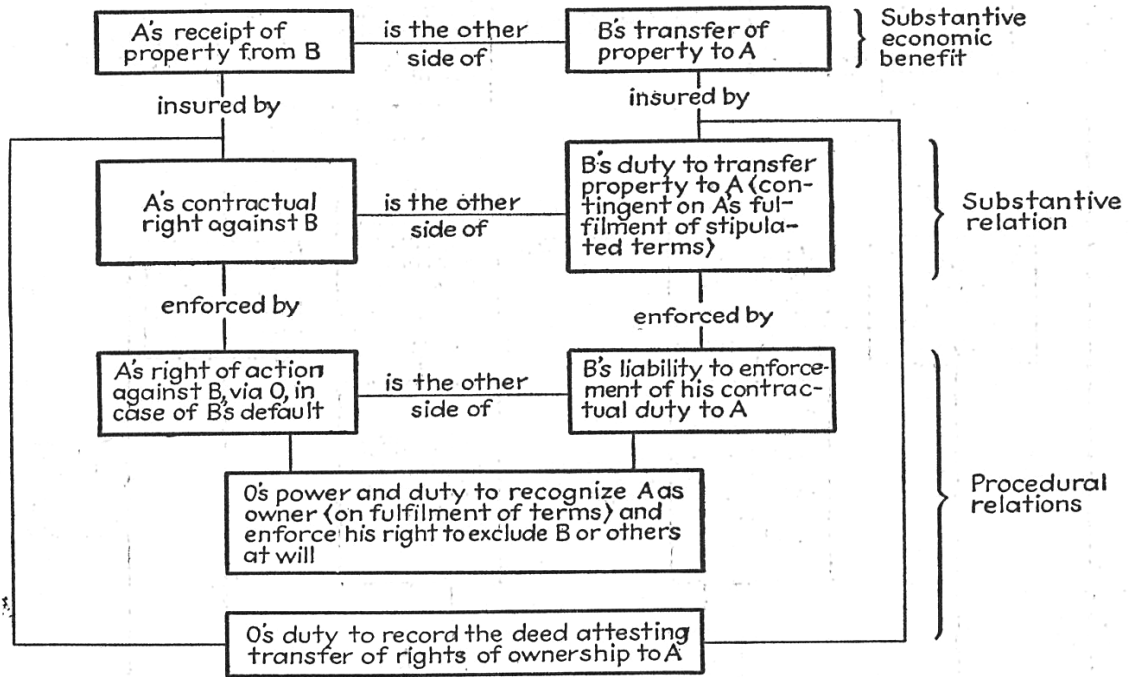 A's receipt of
property from B
is the other
side of
B's transfer of
property to A
Substantive
economic
benefit
insured by
insured by
A's contractual
right against B
is the other
side of
B's duty to transfer
property to A (con-
tingent on A's ful-
filment of stipula-
ted terms)
Substantive
relation
enforced by
enforced by
A's right of action
against B, via O, in
case of B's default
is the other
side of
B's liability to enforce-
ment of his contrac-
tual duty to A
O's power and duty to recognize A as
owner (on fulfilment of terms) and
enforce his right to exclude B or others
at will
Procedural
relations
O's duty to record the deed attesting
transfer of rights of ownership to A